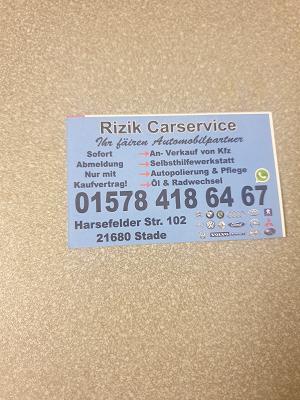 Rizik Carservice
Ihr fäiren Automobilpartner
Sofort
Abmeldung
Nur mit
Kaufvertrag!
→An- Verkauf von Kfz
→Selbsthilfewerkstatt
→Autopolierung & Pflege
→Öl & Radwechsel
01578 418 64 67
Harsefelder Str. 102
21680 Stade